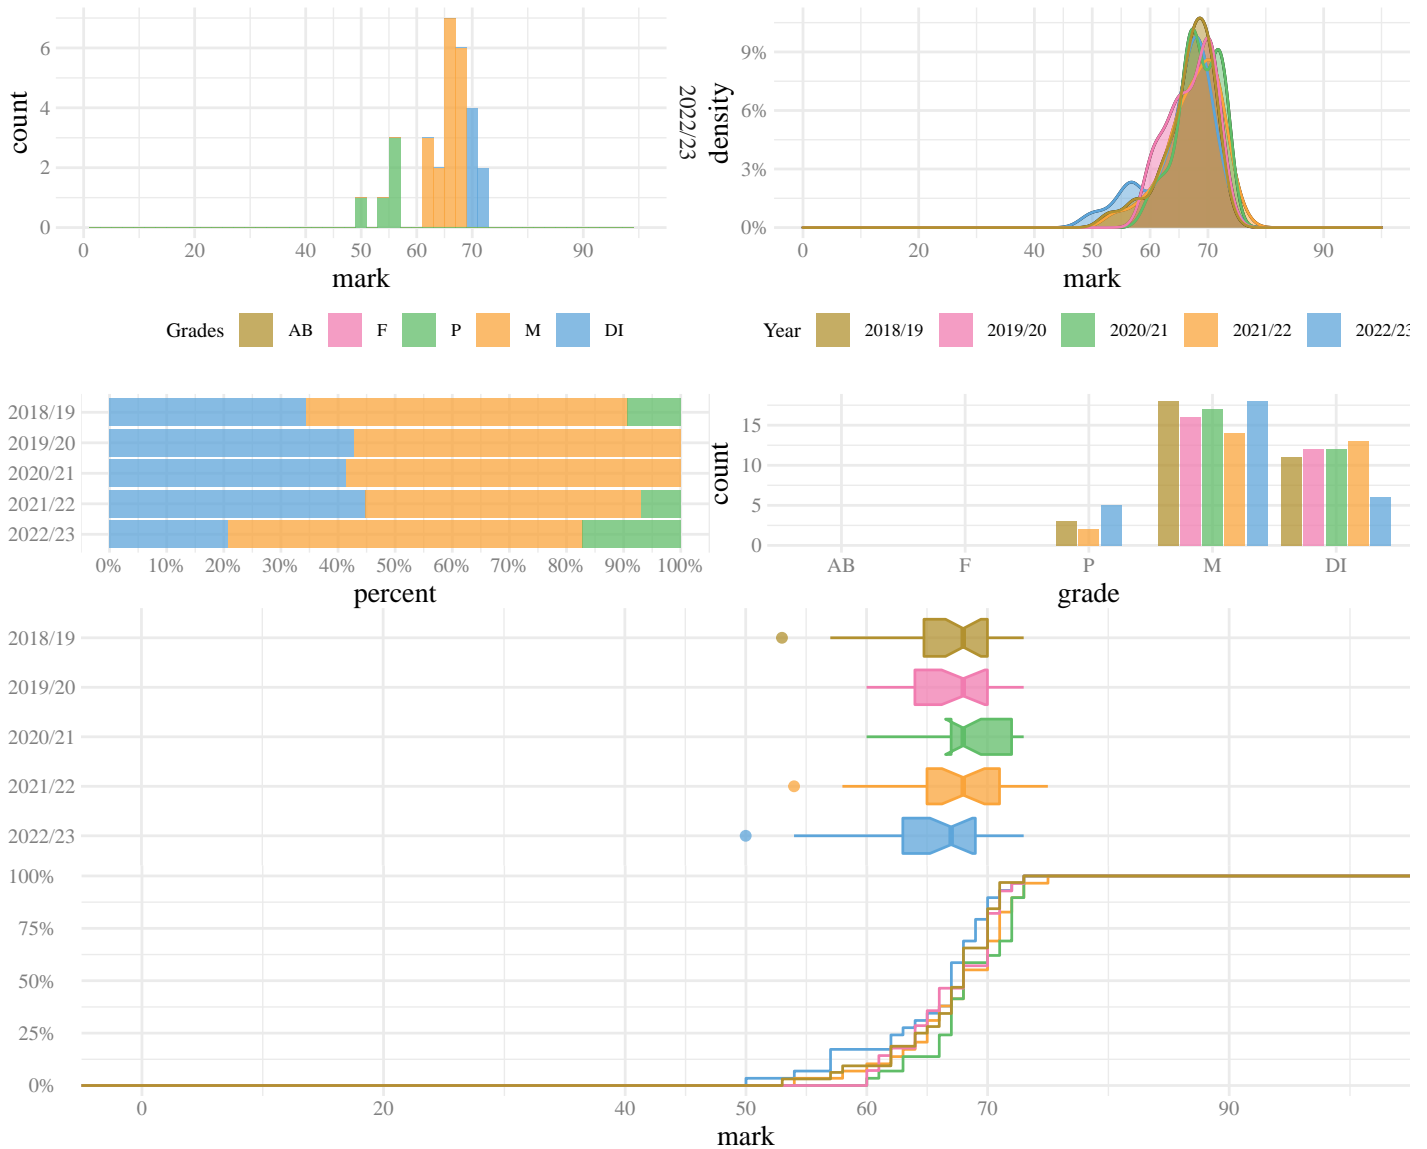 6
4
2
0
count
0 20 40 50 60 70 90
mark
2022/23
9%
6%
3%
0%
density
0 20 40 50 60 70 90
mark
Grades AB F P M DI
Year 2018/19 2019/20 2020/21 2021/22 2022/23
2018/19
2019/20
2020/21
2021/22
2022/23
0% 10% 20% 30% 40% 50% 60% 70% 80% 90% 100%
percent
15
10
5
0
count
AB F P M DI
grade
2018/19
2019/20
2020/21
2021/22
2022/23
100%
75%
50%
25%
0%
0 20 40 50 60 70 90
mark